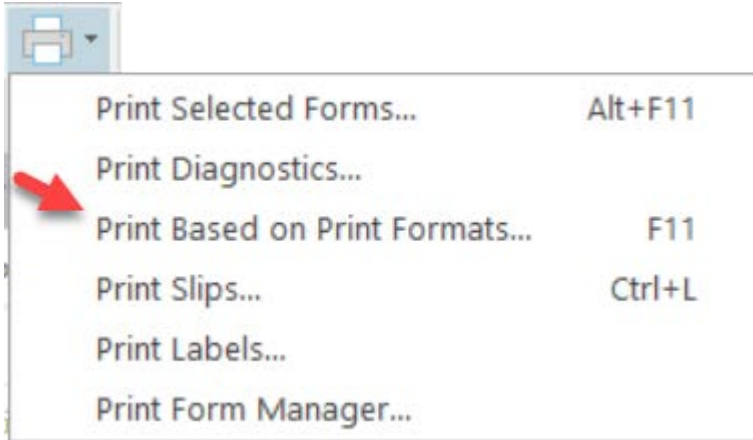 Print Selected Forms... Alt+F11
Print Diagnostics...
Print Based on Print Formats... F11
Print Slips... Ctrl+L
Print Labels...
Print Form Manager...